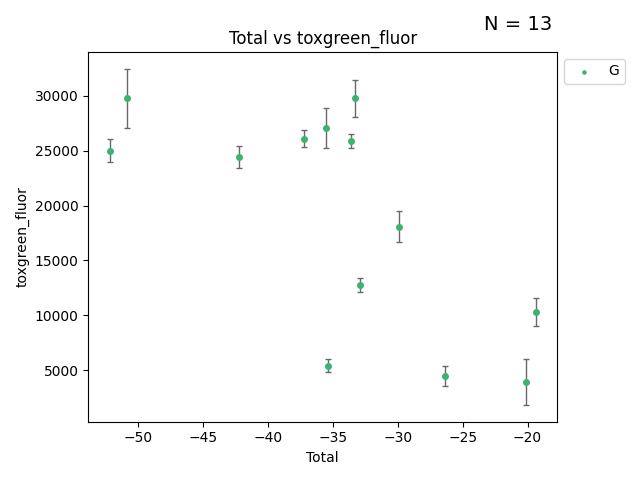 N = 13
Total vs toxgreen_fluor
G
30000
25000
20000
15000
10000
5000
toxgreen_fluor
−50 −45 −40 −35 −30 −25 −20
Total